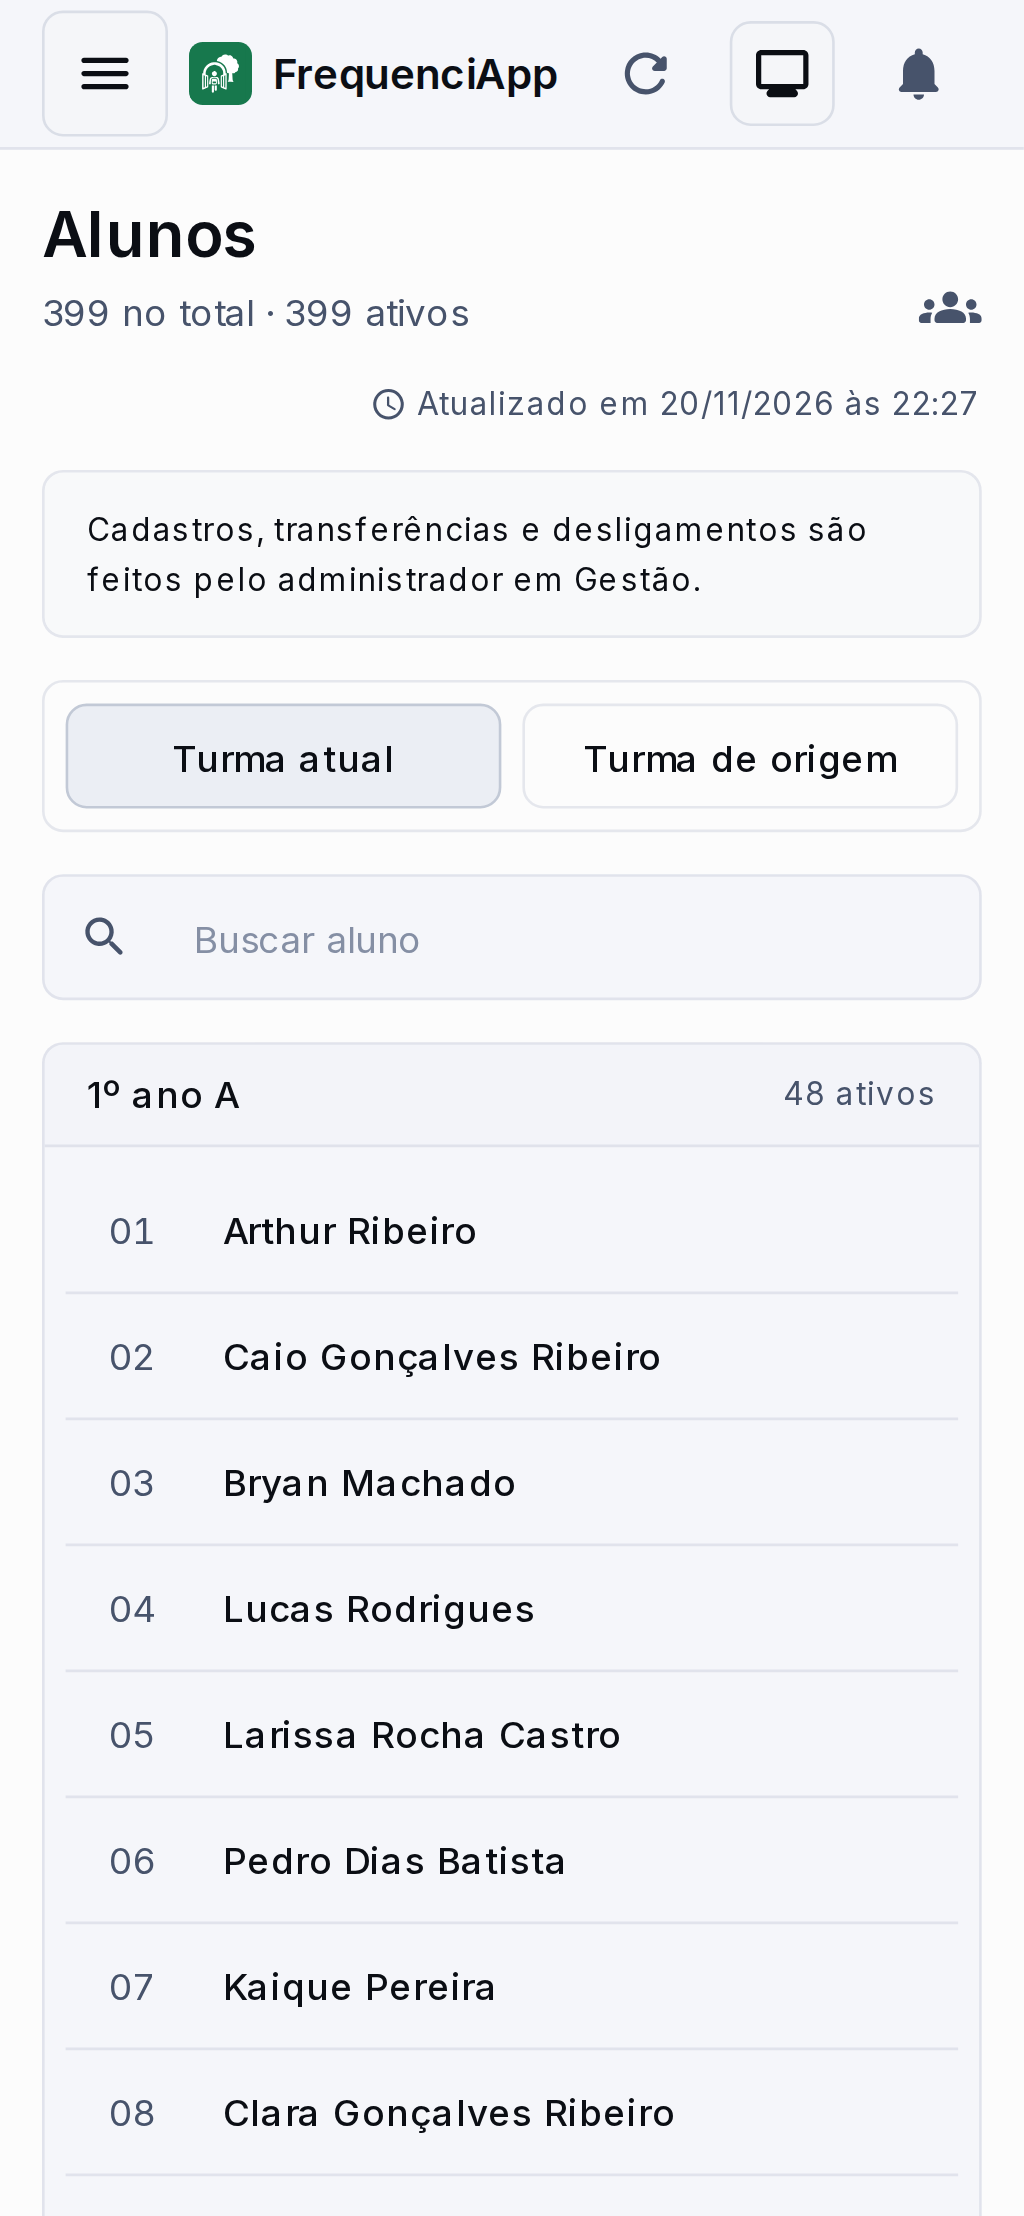 FrequenciApp
Alunos
399 no total · 399 ativos
Atualizado em 20/11/2026 às 22:27
Cadastros, transferências e desligamentos são
feitos pelo administrador em Gestão.
Turma atual
Turma de origem
Buscar aluno
1º ano A
48 ativos
01 Arthur Ribeiro
02 Caio Gonçalves Ribeiro
03 Bryan Machado
04 Lucas Rodrigues
05 Larissa Rocha Castro
06 Pedro Dias Batista
07 Kaique Pereira
08 Clara Gonçalves Ribeiro